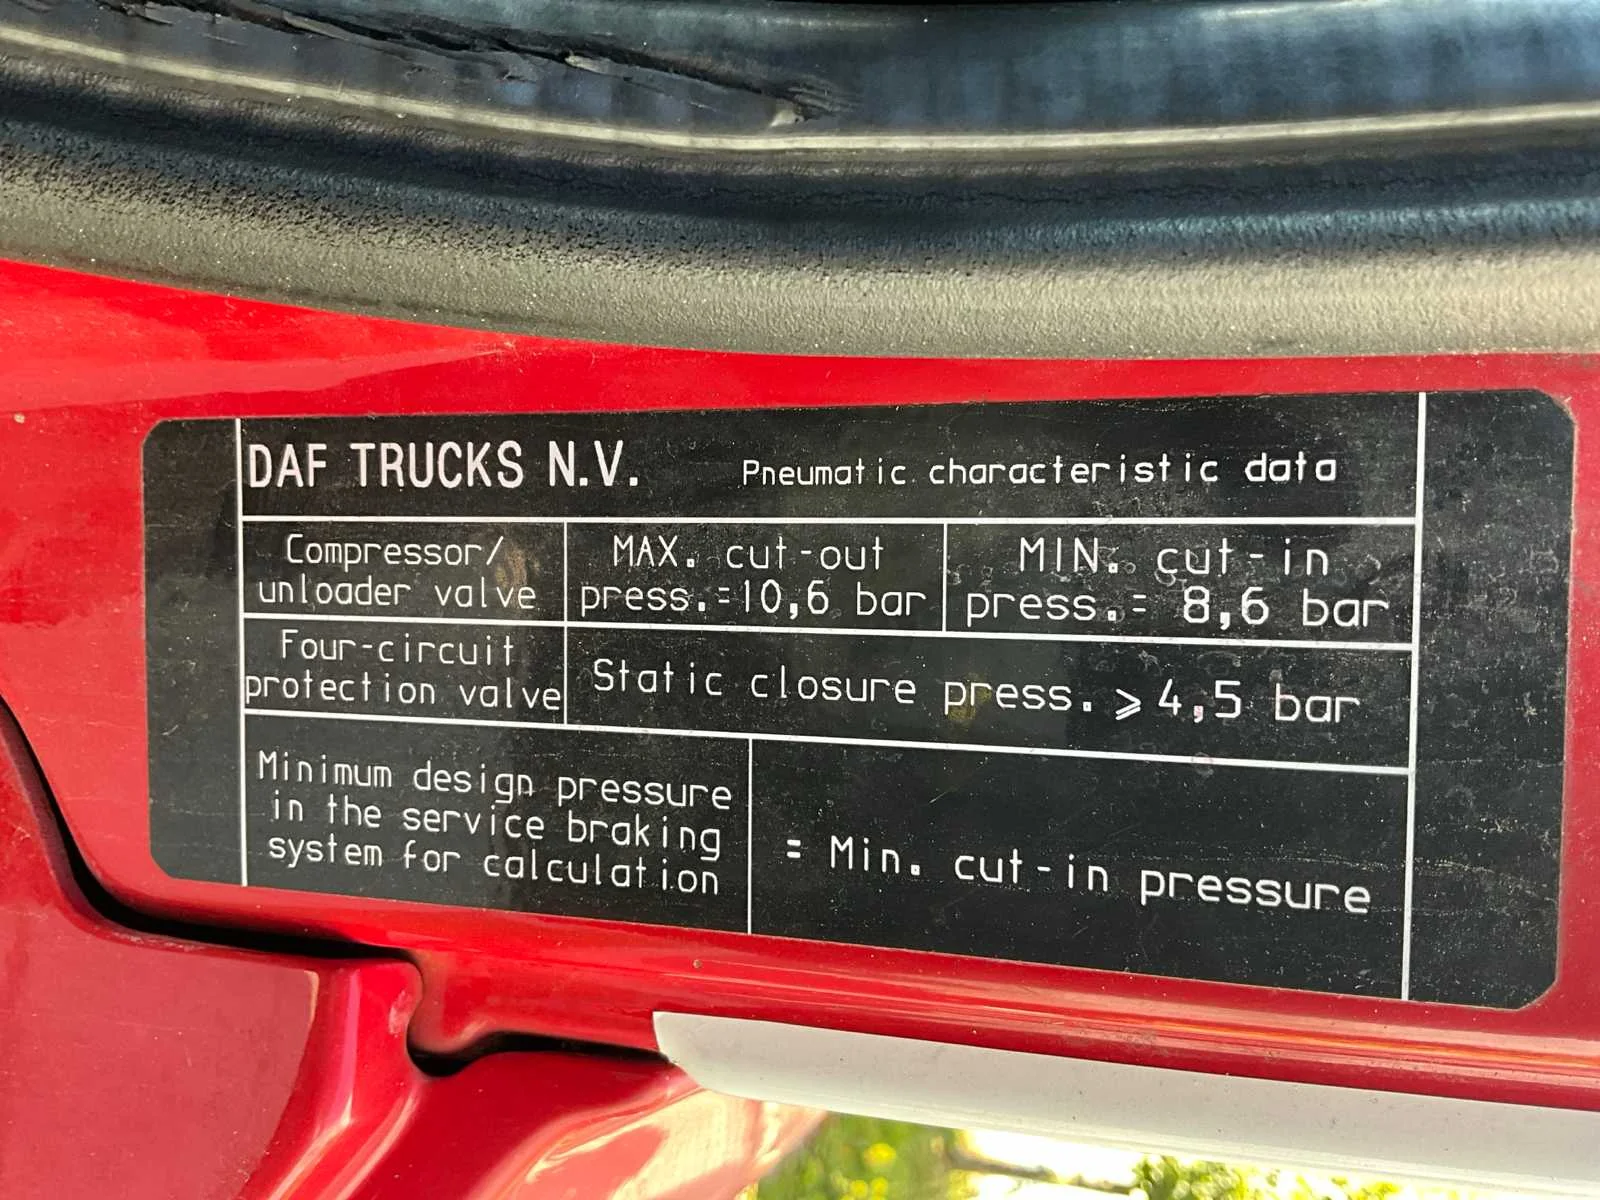 DAF TRUCKS N.V. Pneumatic characteristic data
Compressor/
unloader valve
MAX. cut-out
press.=10,6 bar
MIN. cut-in
press.= 8,6 bar
Four-circuit
protection valve
Static closure press. ⩾ 4,5 bar
Minimum design pressure
in the service braking
system for calculation
= Min. cut-in pressure